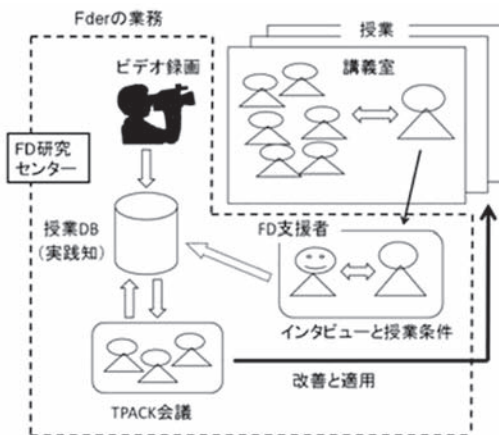 Fderの業務
授業
ビデオ録画
講義室
FD研究
センター
授業DB
(実践知)
FD支援者
インタビューと授業条件
改善と適用
TPACK会議